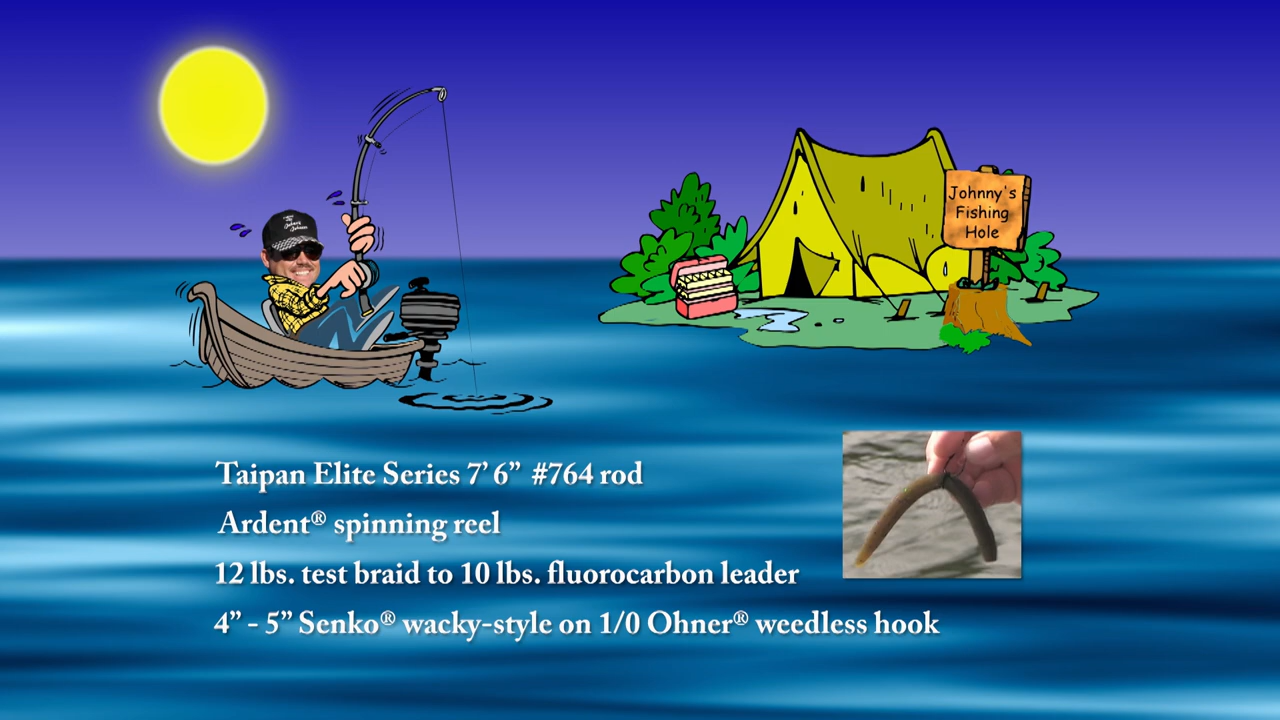 Johnny's
Fishing
Hole
Taipan Elite Series 7’ 6” #764 rod
Ardent® spinning reel
12 lbs. test braid to 10 lbs. fluorocarbon leader
4” - 5” Senko® wacky-style on 1/0 Ohner® weedless hook